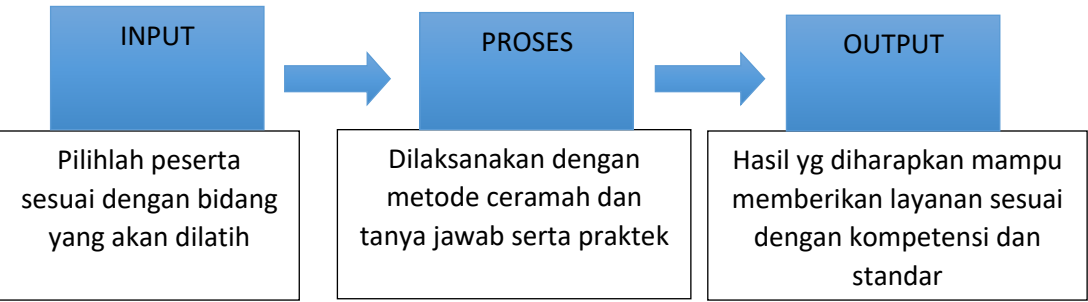 INPUT
Pilihlah peserta
sesuai dengan bidang
yang akan dilatih
PROSES
Dilaksanakan dengan
metode ceramah dan
tanya jawab serta praktek
OUTPUT
Hasil yg diharapkan mampu
memberikan layanan sesuai
dengan kompetensi dan
standar